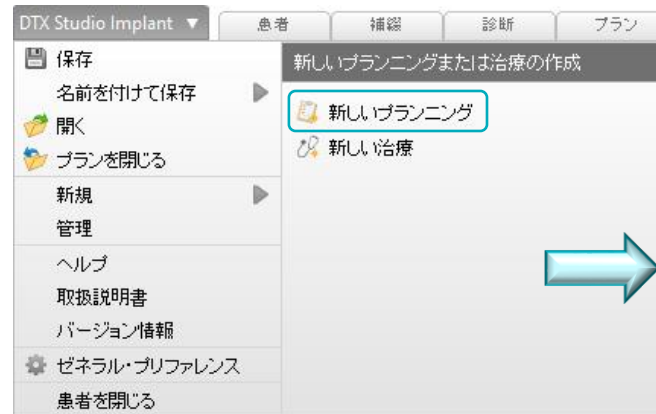 DTX Studio Implant ▼ 患者 補綴 診断 プラン
保存
名前を付けて保存
開く
プランを閉じる
新規
管理
ヘルプ
取扱説明書
バージョン情報
ゼネラル・プリファレンス
患者を閉じる
新しいプランニングまたは治療の作成
新しいプランニング
新しい治療